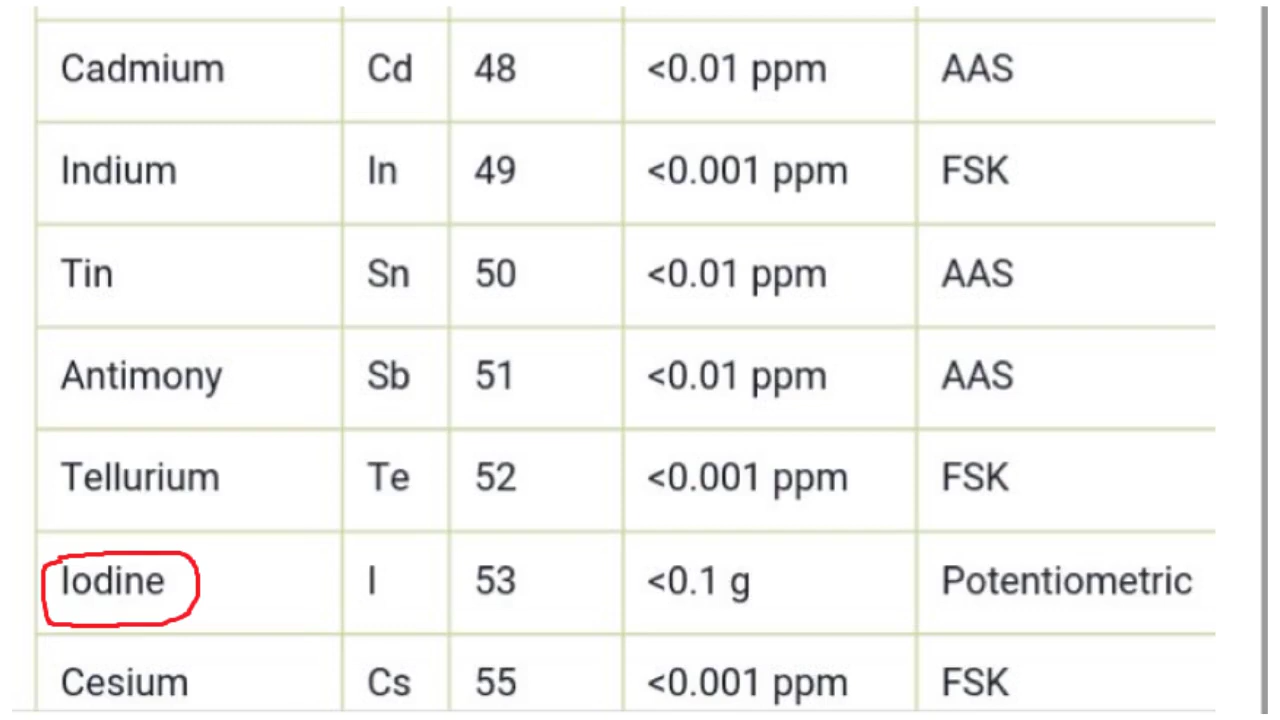 Cadmium Cd 48 <0.01 ppm AAS
Indium In 49 <0.001 ppm FSK
Tin Sn 50 <0.01 ppm AAS
Antimony Sb 51 <0.01 ppm AAS
Tellurium Te 52 <0.001 ppm FSK
Iodine I 53 <0.1 g Potentiometric
Cesium Cs 55 <0.001 ppm FSK